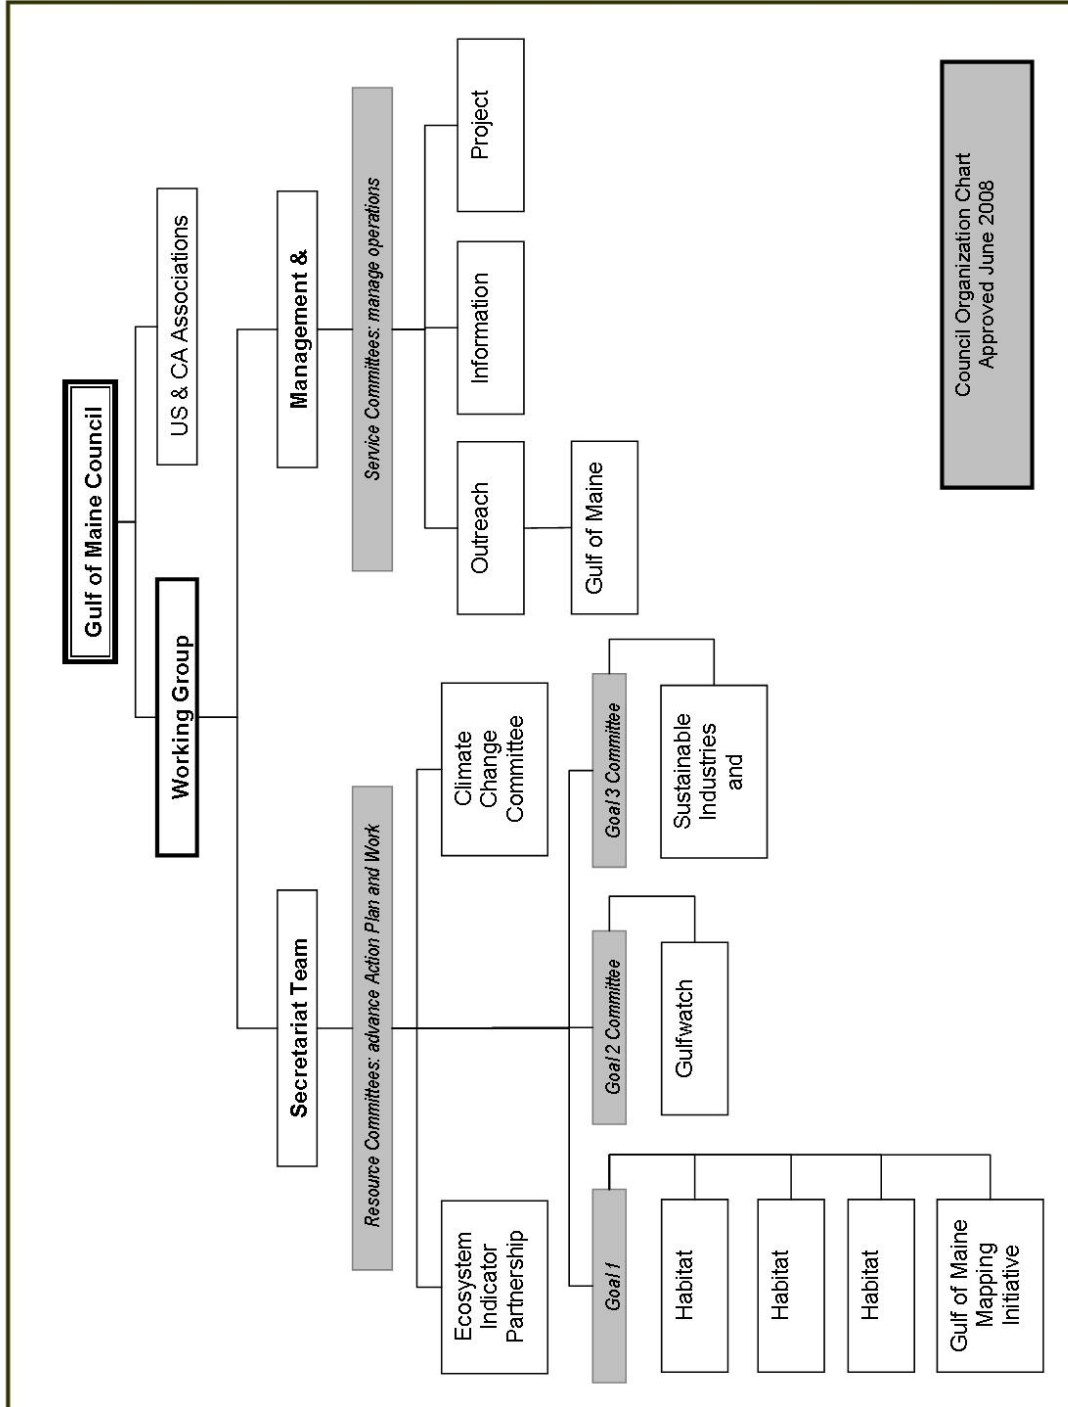 Gulf of Maine Council
Working Group
US & CA Associations
Secretariat Team
Management &
Resource Committees: advance Action Plan and Work
Service Committees: manage operations
Ecosystem
Indicator
Partnership
Climate
Change
Committee
Outreach
Information
Project
Gulf of Maine
Goal 1
Goal 2 Committee
Goal 3 Committee
Habitat
Habitat
Habitat
Gulf of Maine
Mapping
Initiative
Gulfwatch
Sustainable
Industries
and
Council Organization Chart
Approved June 2008